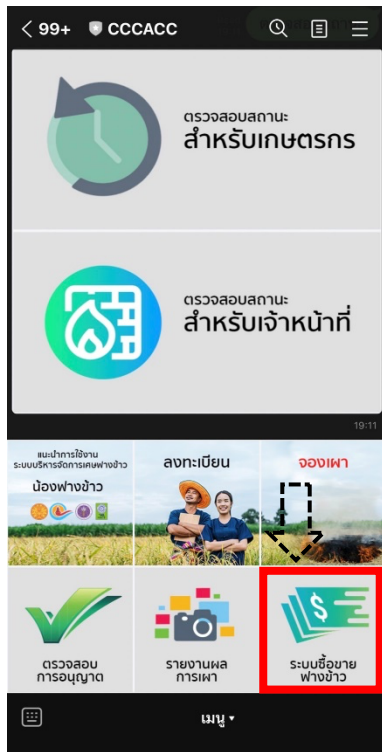 99+ CCCACC
ตรวจสอบสถานะ
สำหรับเกษตรกร
ตรวจสอบสถานะ
สำหรับเจ้าหน้าที่
19:11
แนะนำการใช้งาน
ระบบบริหารจัดการเศษฟางข้าว
น้องฟางข้าว
ลงทะเบียน
จองเผา
ตรวจสอบ
การอนุญาต
รายงานผล
การเผา
$
ระบบซื้อขาย
ฟางข้าว
เมนู